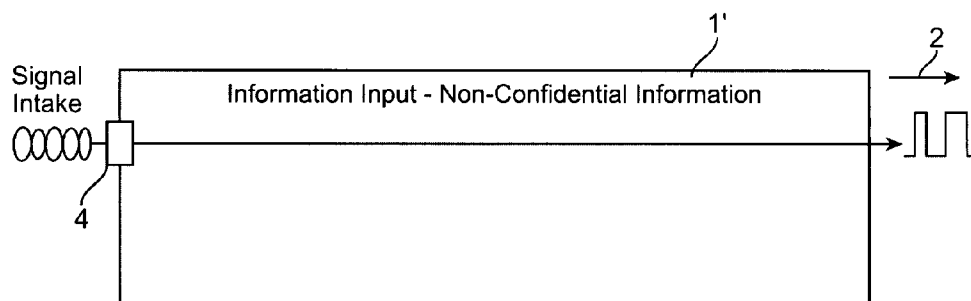 1'
2
Signal
Intake
Information Input - Non-Confidential Information
4